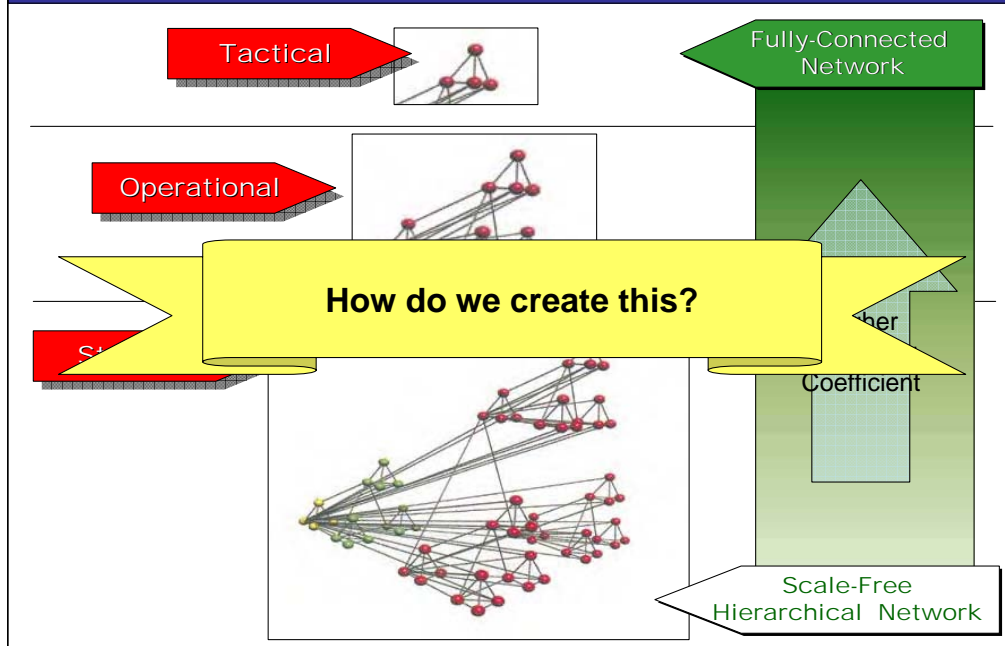 Tactical
Fully-Connected
Network
Operational
How do we create this?
Coefficient
Scale-Free
Hierarchical Network